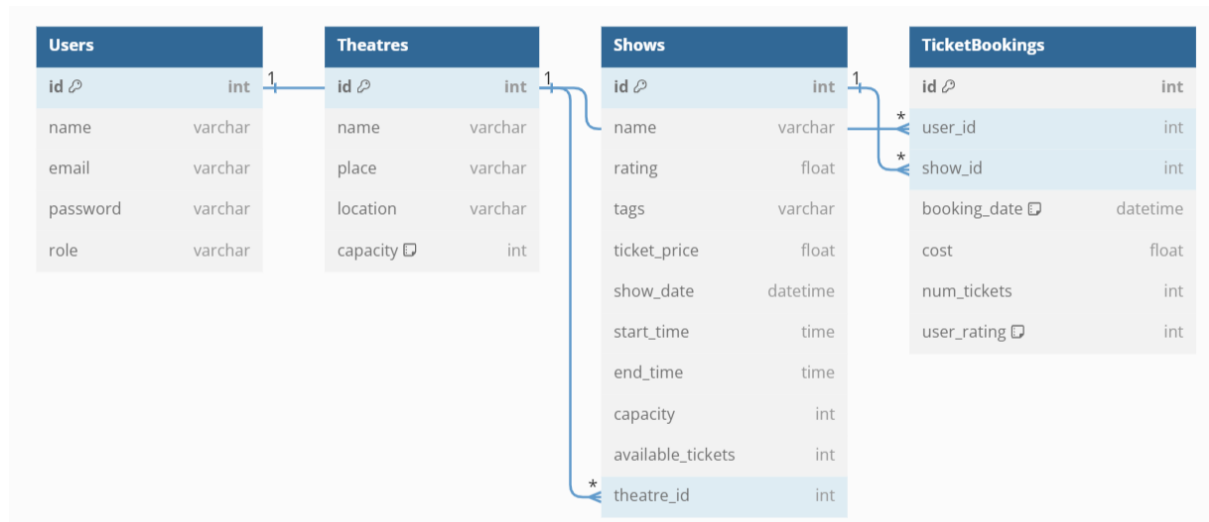 Users
id int
name varchar
email varchar
password varchar
role varchar
1
Theatres
id int
name varchar
place varchar
location varchar
capacity int
1
Shows
id int
name varchar
rating float
tags varchar
ticket_price float
show_date datetime
start_time time
end_time time
capacity int
available_tickets int
* theatre_id int
1
TicketBookings
id int
* user_id int
* show_id int
booking_date datetime
cost float
num_tickets int
user_rating int